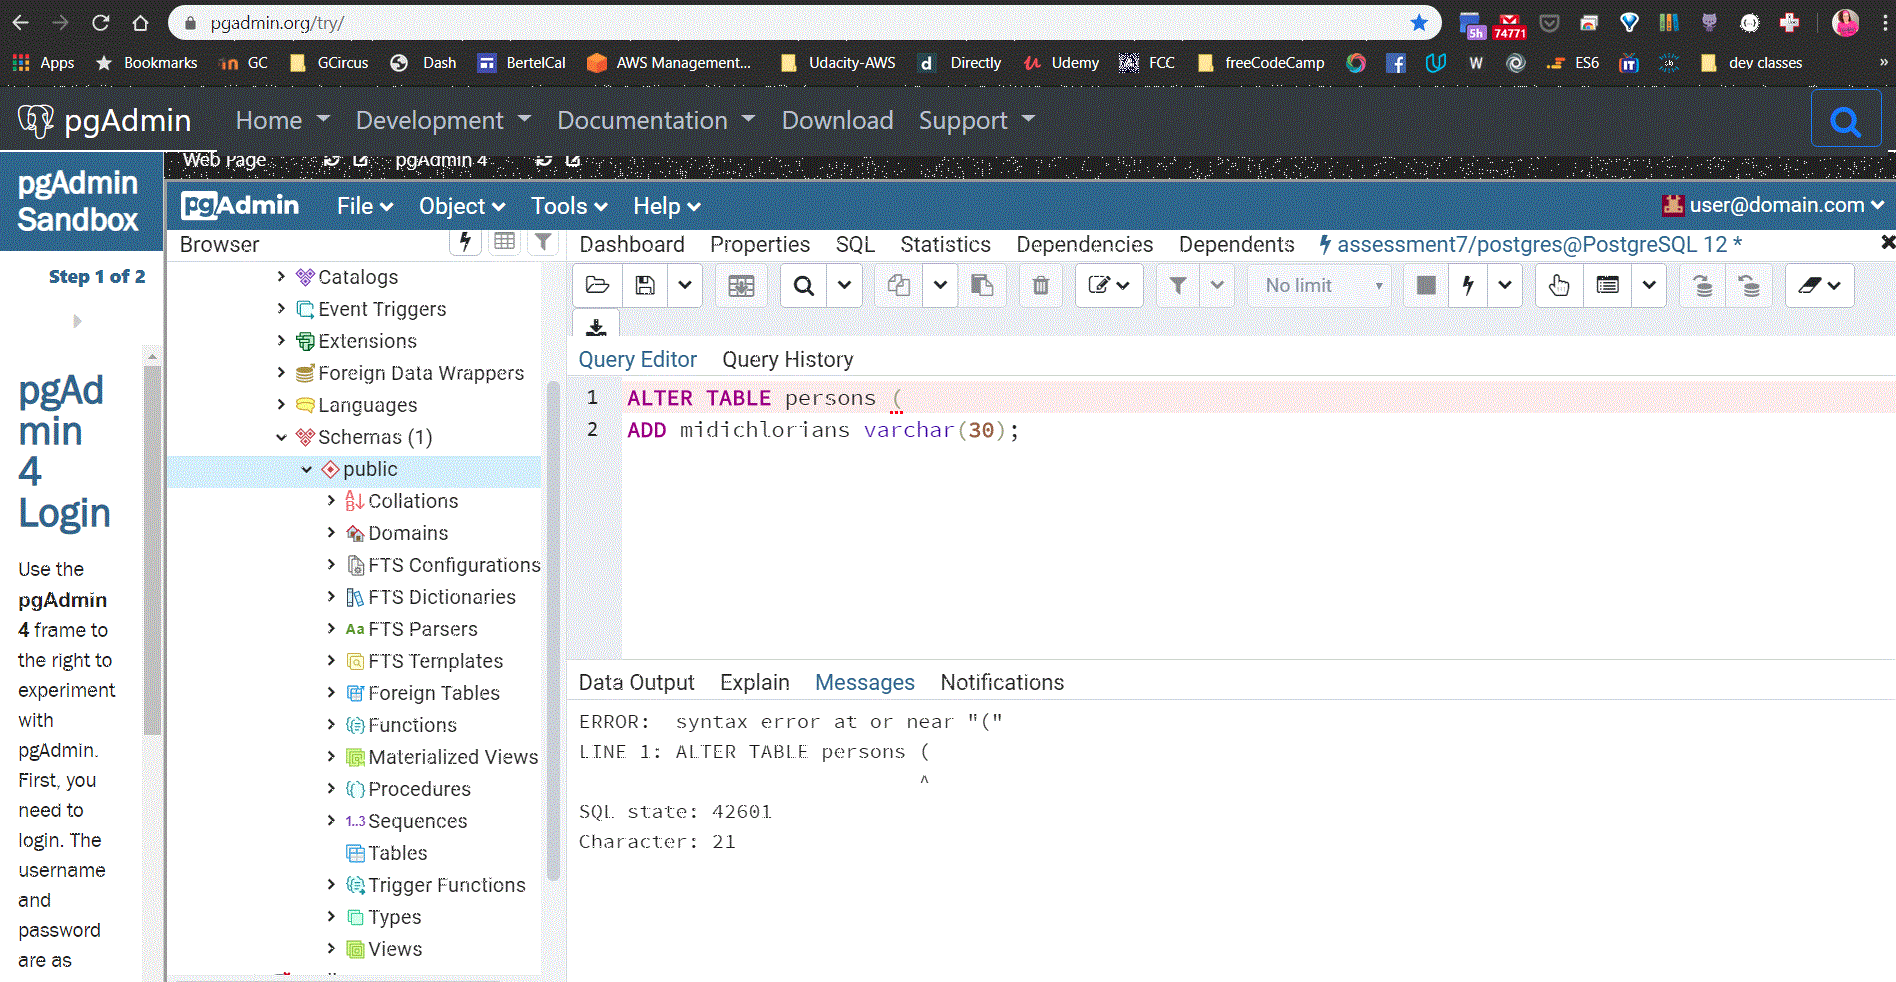 pgadmin.org/try/
5h
74771
Apps Bookmarks in GC GCircus Dash BertelCal AWS Management... Udacity-AWS d Directly Udemy FCC freeCodeCamp W ES6 dev classes »
pgAdmin Home Development Documentation Download Support
Web Page pgAdmin 4
pgAdmin
Sandbox
Step 1 of 2
pgAd
min
4
Login
Use the
pgAdmin
4 frame to
the right to
experiment
with
pgAdmin.
First, you
need to
login. The
username
and
password
are as
pgAdmin File Object Tools Help user@domain.com
Browser
Catalogs
Event Triggers
Extensions
Foreign Data Wrappers
Languages
Schemas (1)
public
Collations
Domains
FTS Configurations
FTS Dictionaries
Aa FTS Parsers
FTS Templates
Foreign Tables
Functions
Materialized Views
Procedures
1..3 Sequences
Tables
Trigger Functions
Types
Views
Dashboard Properties SQL Statistics Dependencies Dependents assessment7/postgres@PostgreSQL 12 *
No limit
Query Editor Query History
1 ALTER TABLE persons (
2 ADD midichlorians varchar(30);
Data Output Explain Messages Notifications
ERROR: syntax error at or near "("
LINE 1: ALTER TABLE persons (
^
SQL state: 42601
Character: 21